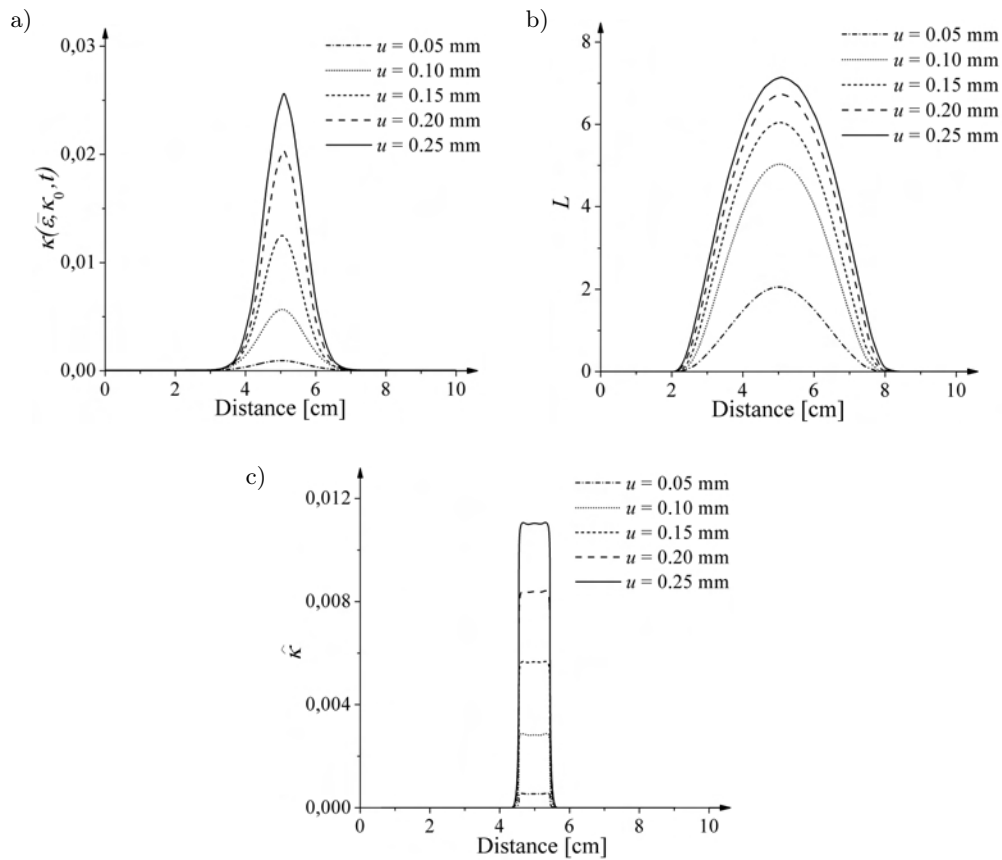 a)
0,03
0,02
0,01
0,00
κ(ε̄,κ₀,t)
u = 0.05 mm
u = 0.10 mm
u = 0.15 mm
u = 0.20 mm
u = 0.25 mm
0 2 4 6 8 10
Distance [cm]
b)
8
6
4
2
0
L
u = 0.05 mm
u = 0.10 mm
u = 0.15 mm
u = 0.20 mm
u = 0.25 mm
0 2 4 6 8 10
Distance [cm]
c)
0,012
0,008
0,004
0,000
κ̂
u = 0.05 mm
u = 0.10 mm
u = 0.15 mm
u = 0.20 mm
u = 0.25 mm
0 2 4 6 8 10
Distance [cm]